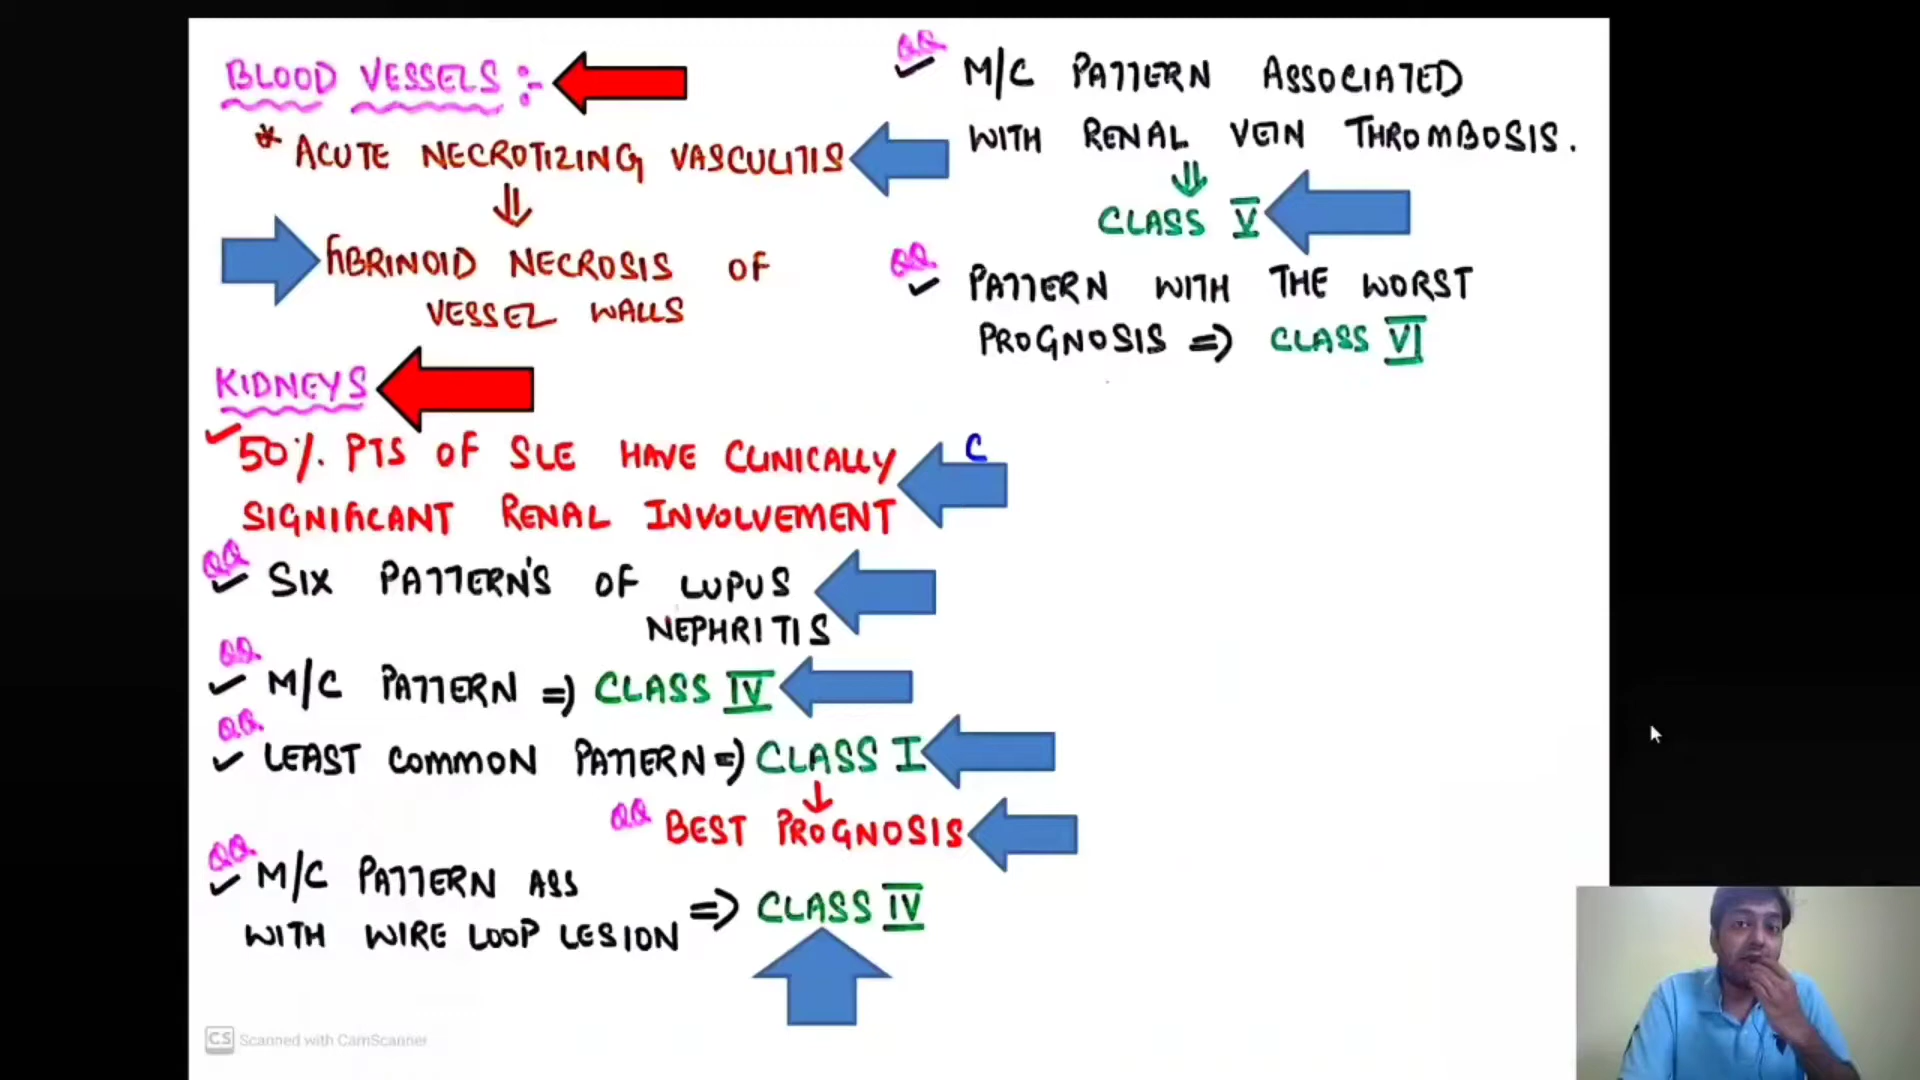 BLOOD VESSELS :-
* ACUTE NECROTIZING VASCULITIS
⇓
FIBRINOID NECROSIS OF
VESSEL WALLS
KIDNEYS
✓ 50% PTS OF SLE HAVE CLINICALLY
SIGNIFICANT RENAL INVOLVEMENT
C
QQ
✓ SIX PATTERN'S OF LUPUS
NEPHRITIS
QQ.
✓ M/C PATTERN ⇒ CLASS IV
QQ.
✓ LEAST COMMON PATTERN ⇒ CLASS I
↓
QQ BEST PROGNOSIS
QQ.
✓ M/C PATTERN ASS
WITH WIRE LOOP LESION ⇒ CLASS IV
QQ.
✓ M/C PATTERN ASSOCIATED
WITH RENAL VEIN THROMBOSIS.
⇓
CLASS V
QQ.
✓ PATTERN WITH THE WORST
PROGNOSIS ⇒ CLASS VI
CS Scanned with CamScanner